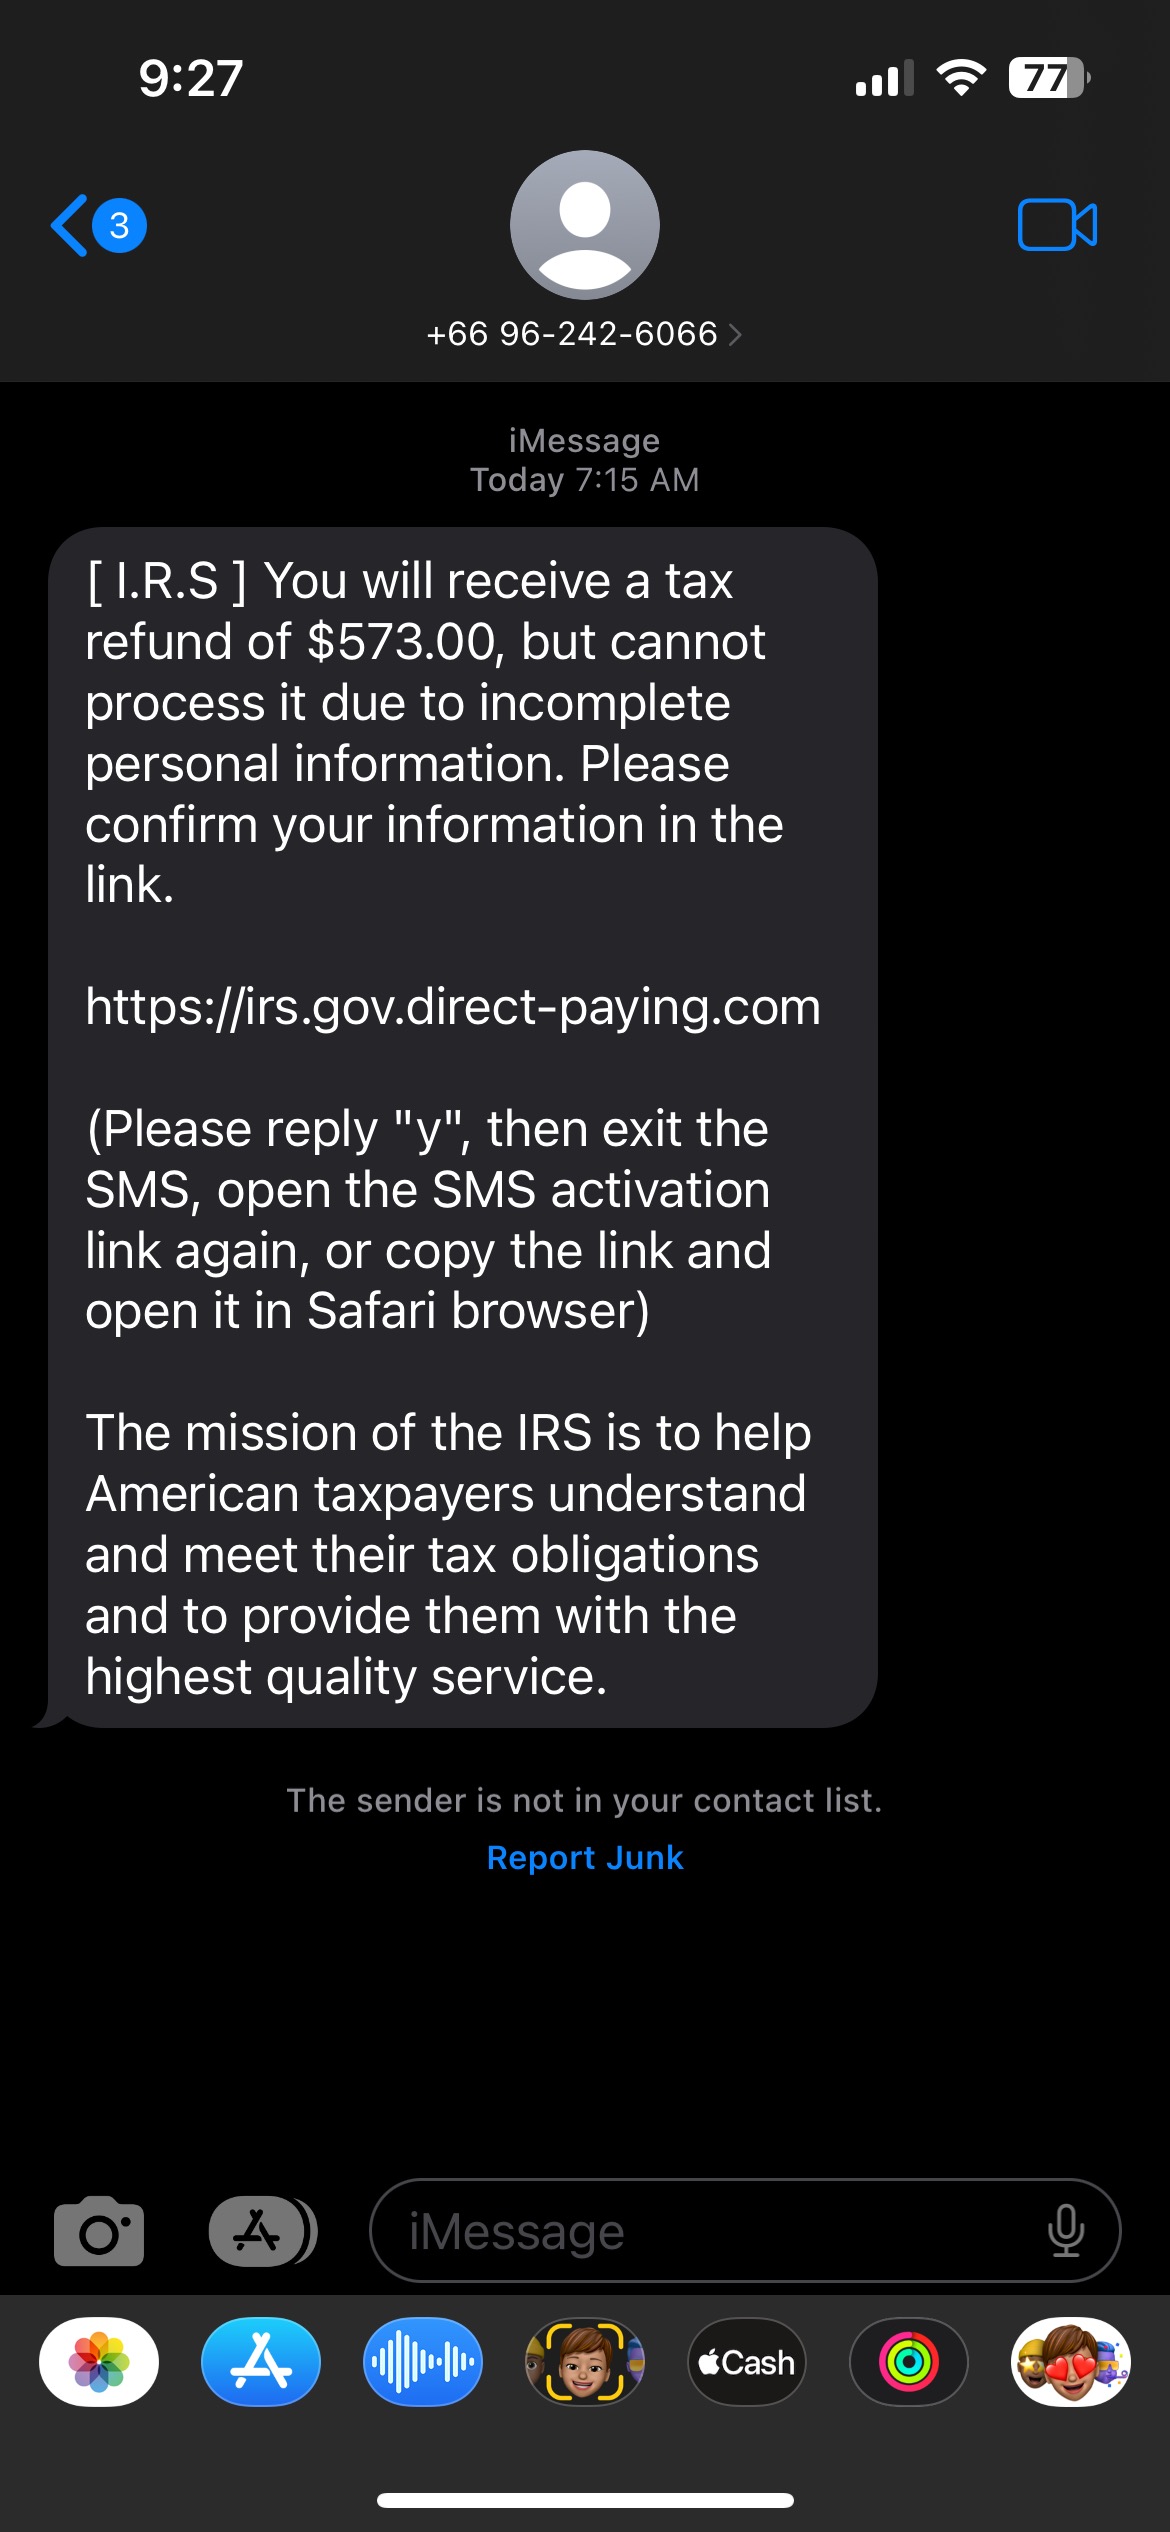 9:27
77
3
+66 96-242-6066
iMessage
Today 7:15 AM
[ I.R.S ] You will receive a tax
refund of $573.00, but cannot
process it due to incomplete
personal information. Please
confirm your information in the
link.
https://irs.gov.direct-paying.com
(Please reply "y", then exit the
SMS, open the SMS activation
link again, or copy the link and
open it in Safari browser)
The mission of the IRS is to help
American taxpayers understand
and meet their tax obligations
and to provide them with the
highest quality service.
The sender is not in your contact list.
Report Junk
iMessage
Cash